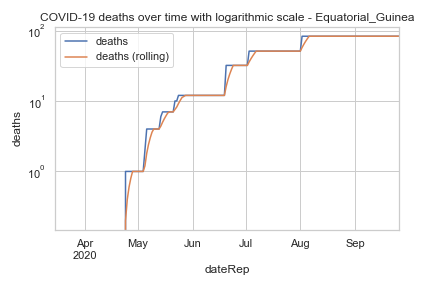 COVID-19 deaths over time with logarithmic scale - Equatorial_Guinea
deaths
deaths (rolling)
10²
10¹
10⁰
deaths
Apr
2020
May
Jun
Jul
Aug
Sep
dateRep